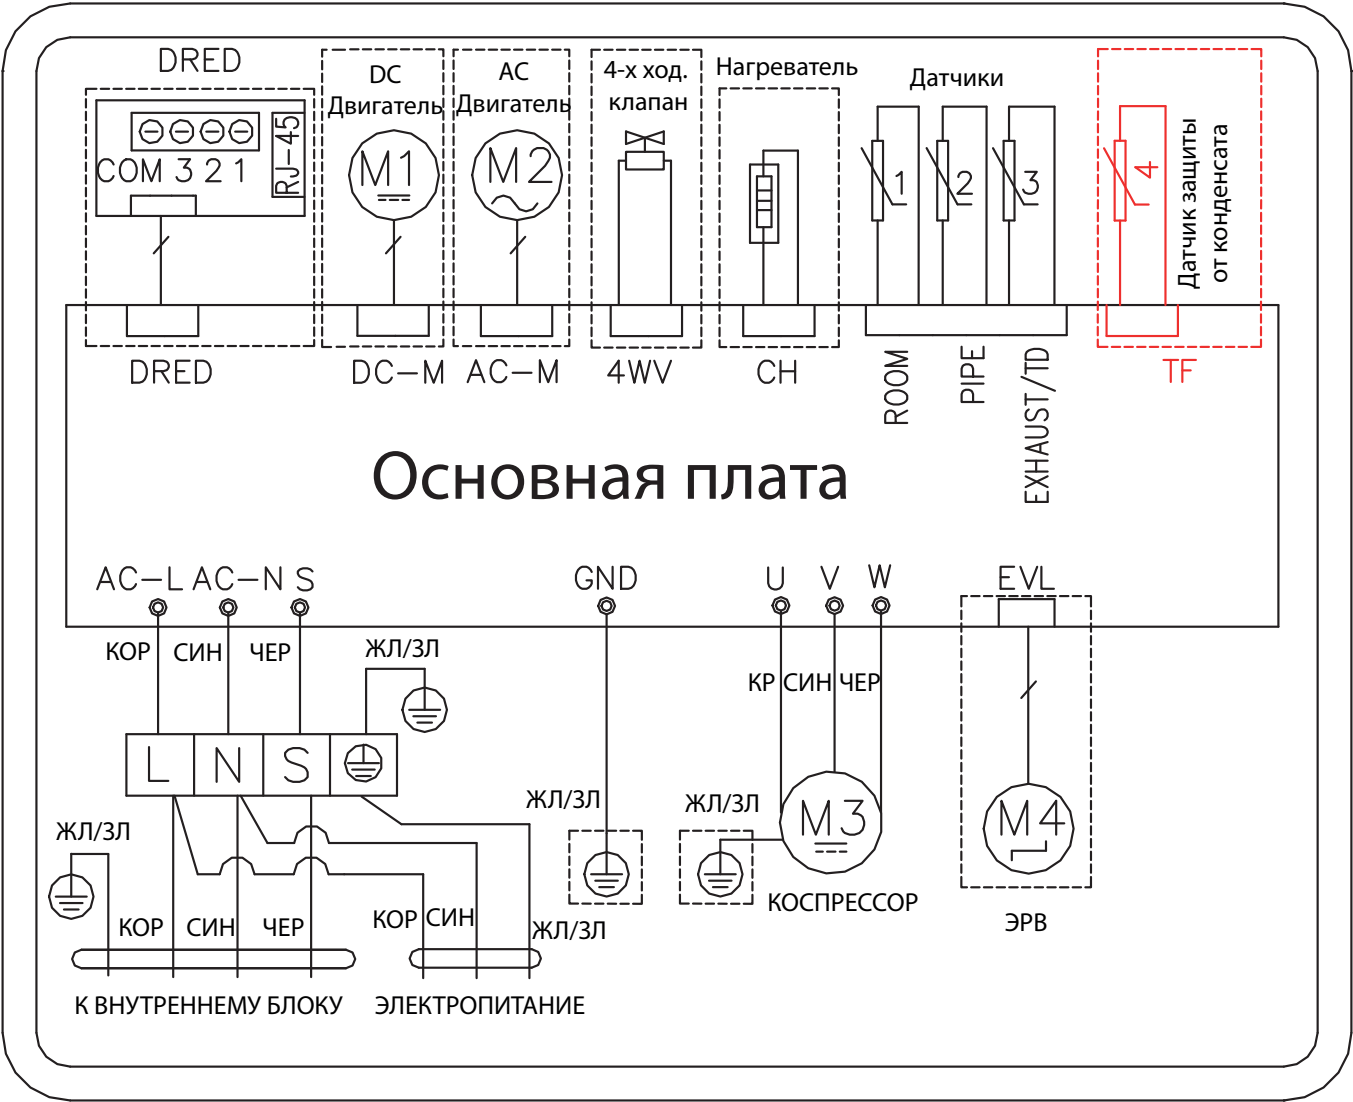 DRED
DC
Двигатель
AC
Двигатель
4-х ход.
клапан
Нагреватель
Датчики
Датчик защиты
от конденсата
COM 3 2 1
RJ-45
M1
M2
1
2
3
4
DRED
DC-M
AC-M
4WV
CH
ROOM
PIPE
EXHAUST/TD
TF
Основная плата
AC-L
AC-N
S
GND
U
V
W
EVL
КОР
СИН
ЧЕР
ЖЛ/ЗЛ
КР
СИН
ЧЕР
L
N
S
ЖЛ/ЗЛ
ЖЛ/ЗЛ
ЖЛ/ЗЛ
M3
M4
КОСПРЕССОР
ЭРВ
КОР
СИН
ЧЕР
КОР
СИН
ЖЛ/ЗЛ
К ВНУТРЕННЕМУ БЛОКУ
ЭЛЕКТРОПИТАНИЕ